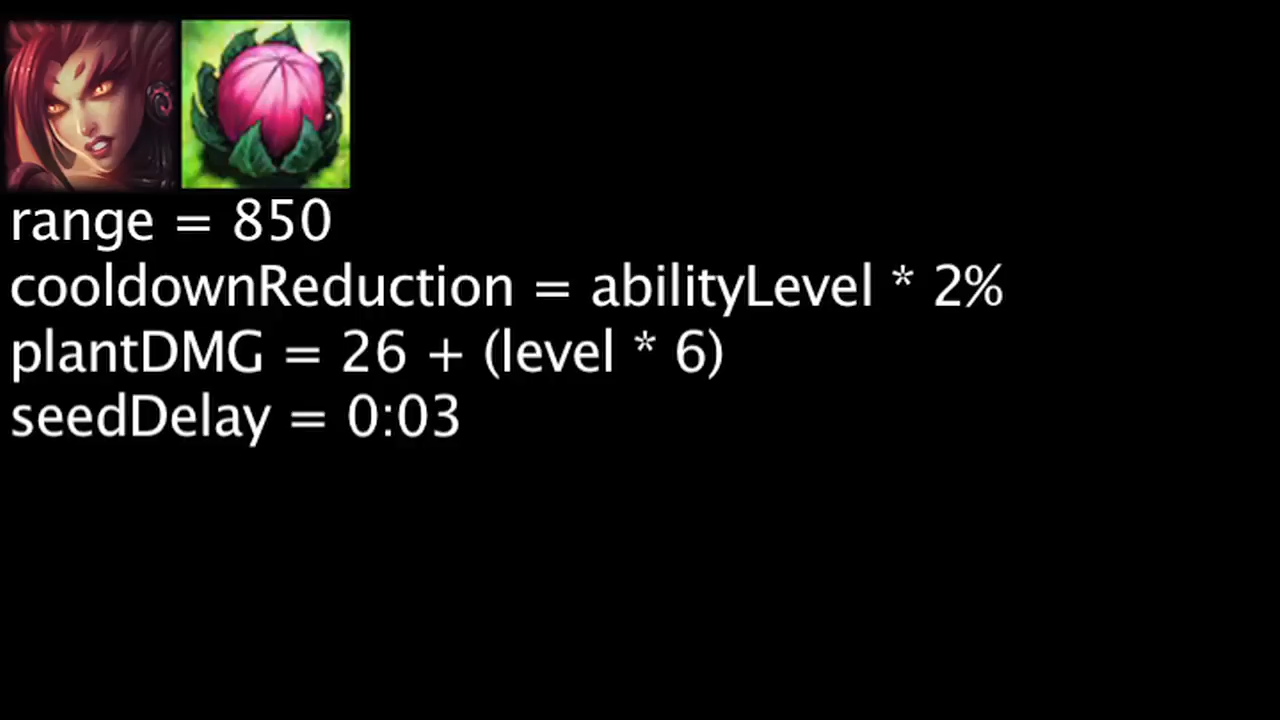 range = 850
cooldownReduction = abilityLevel * 2%
plantDMG = 26 + (level * 6)
seedDelay = 0:03